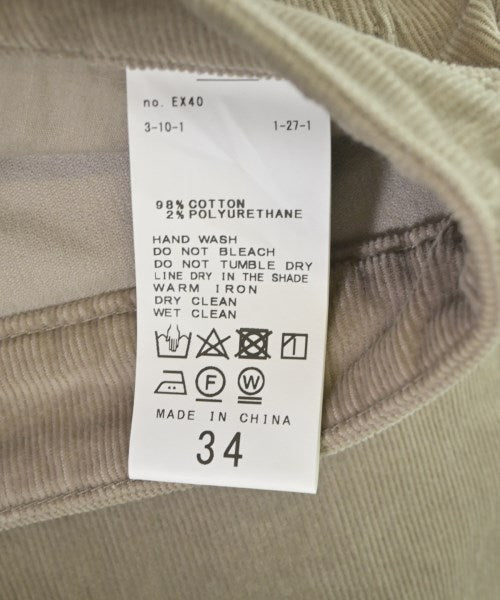 no. EX40
3-10-1 1-27-1
98% COTTON
2% POLYURETHANE
HAND WASH
DO NOT BLEACH
DO NOT TUMBLE DRY
LINE DRY IN THE SHADE
WARM IRON
DRY CLEAN
WET CLEAN
F W
MADE IN CHINA
34